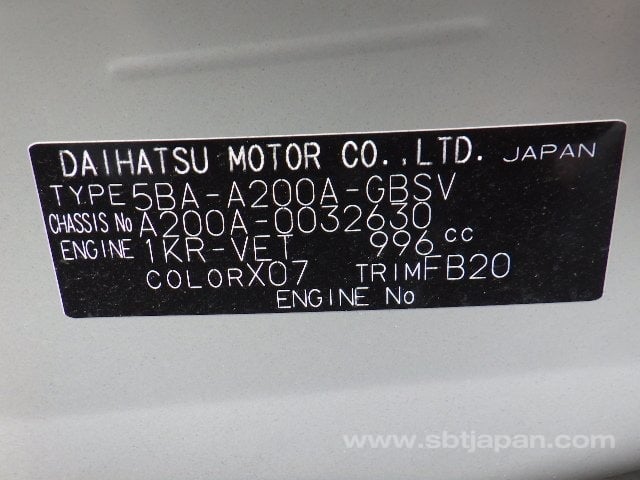 DAIHATSU MOTOR CO.,LTD. JAPAN
TYPE 5BA-A200A-GBSV
CHASSIS No A200A-0032630
ENGINE 1KR-VET 996 cc
COLOR X07 TRIM FB20
ENGINE No
www.sbtjapan.com